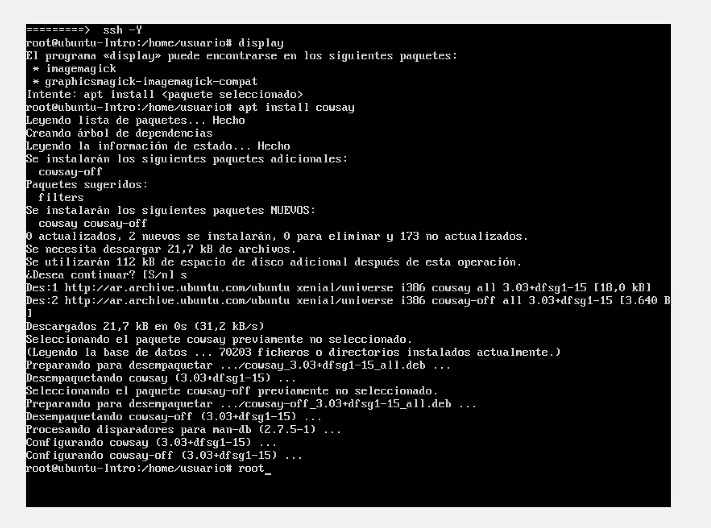 =========>  ssh -Y
root@ubuntu-Intro:/home/usuario# display
El programa «display» puede encontrarse en los siguientes paquetes:
 * imagemagick
 * graphicsmagick-imagemagick-compat
Intente: apt install <paquete seleccionado>
root@ubuntu-Intro:/home/usuario# apt install cowsay
Leyendo lista de paquetes... Hecho
Creando árbol de dependencias
Leyendo la información de estado... Hecho
Se instalarán los siguientes paquetes adicionales:
  cowsay-off
Paquetes sugeridos:
  filters
Se instalarán los siguientes paquetes NUEVOS:
  cowsay cowsay-off
0 actualizados, 2 nuevos se instalarán, 0 para eliminar y 173 no actualizados.
Se necesita descargar 21,7 kB de archivos.
Se utilizarán 112 kB de espacio de disco adicional después de esta operación.
¿Desea continuar? [S/n] s
Des:1 http://ar.archive.ubuntu.com/ubuntu xenial/universe i386 cowsay all 3.03+dfsg1-15 [18,0 kB]
Des:2 http://ar.archive.ubuntu.com/ubuntu xenial/universe i386 cowsay-off all 3.03+dfsg1-15 [3.640 B
]
Descargados 21,7 kB en 0s (31,2 kB/s)
Seleccionando el paquete cowsay previamente no seleccionado.
(Leyendo la base de datos ... 70203 ficheros o directorios instalados actualmente.)
Preparando para desempaquetar .../cowsay_3.03+dfsg1-15_all.deb ...
Desempaquetando cowsay (3.03+dfsg1-15) ...
Seleccionando el paquete cowsay-off previamente no seleccionado.
Preparando para desempaquetar .../cowsay-off_3.03+dfsg1-15_all.deb ...
Desempaquetando cowsay-off (3.03+dfsg1-15) ...
Procesando disparadores para man-db (2.7.5-1) ...
Configurando cowsay (3.03+dfsg1-15) ...
Configurando cowsay-off (3.03+dfsg1-15) ...
root@ubuntu-Intro:/home/usuario# root_